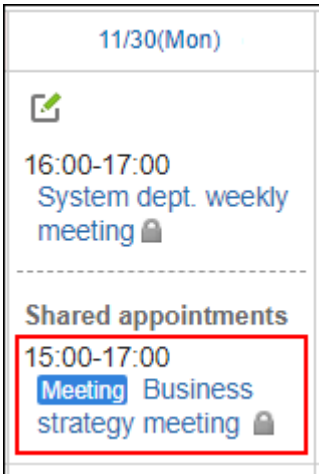 11/30(Mon)
16:00-17:00
System dept. weekly
meeting
Shared appointments
15:00-17:00
Meeting Business
strategy meeting